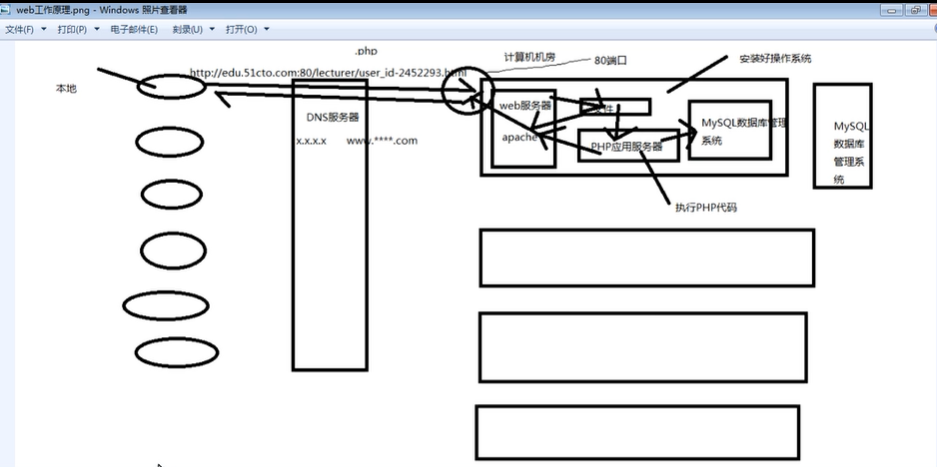 web工作原理.png - Windows 照片查看器
文件(F) 打印(P) 电子邮件(E) 刻录(U) 打开(O)
.php
http://edu.51cto.com:80/lecturer/user_id-2452293.html
计算机机房
80端口
安装好操作系统
本地
DNS服务器
x.x.x.x www.****.com
web服务器
apache
文件
PHP应用服务器
MySQL数据库管理
系统
执行PHP代码
MySQL
数据库
管理系
统